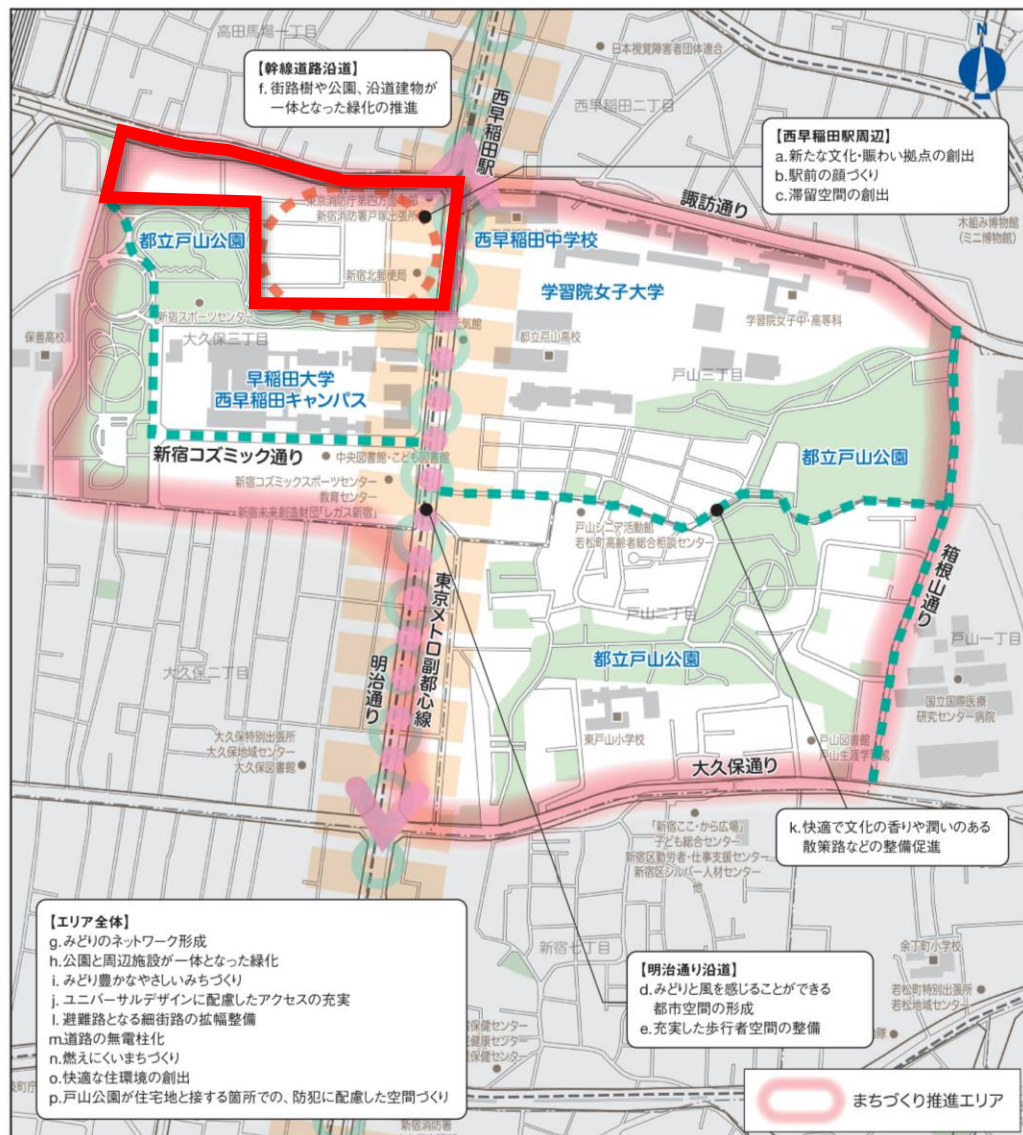 高田馬場一丁目
日本視覚障害者団体連合
N
【幹線道路沿道】
f. 街路樹や公園、沿道建物が
一体となった緑化の推進
西早稲田駅
西早稲田二丁目
【西早稲田駅周辺】
a.新たな文化・賑わい拠点の創出
b.駅前の顔づくり
c.滞留空間の創出
諏訪通り
木組み博物館
(ミニ博物館)
新宿消防署戸塚出張所
都立戸山公園
西早稲田中学校
新宿北郵便局
学習院女子大学
学習院女子中・高等科
新宿スポーツセンター
保善高校
大久保三丁目
都立戸山高校
戸山三丁目
早稲田大学
西早稲田キャンパス
新宿コズミック通り
中央図書館・こども図書館
都立戸山公園
新宿コズミックスポーツセンター
教育センター
新宿未来創造財団「レガス新宿」
戸山シニア活動館
若松町高齢者総合相談センター
箱根山通り
東京メトロ副都心線
明治通り
戸山二丁目
戸山一丁目
大久保二丁目
都立戸山公園
国立国際医療
研究センター病院
東戸山小学校
大久保特別出張所
大久保地域センター
大久保図書館
戸山図書館
大久保通り
k.快適で文化の香りや潤いのある
散策路などの整備促進
「新宿ここ・から広場」
子ども総合センター
新宿区勤労者・仕事支援センター
新宿区シルバー人材センター
他
【エリア全体】
g.みどりのネットワーク形成
h.公園と周辺施設が一体となった緑化
i.みどり豊かなやさしいみちづくり
j.ユニバーサルデザインに配慮したアクセスの充実
l.避難路となる細街路の拡幅整備
m.道路の無電柱化
n.燃えにくいまちづくり
o.快適な住環境の創出
p.戸山公園が住宅地と接する箇所での、防犯に配慮した空間づくり
新宿七丁目
【明治通り沿道】
d.みどりと風を感じることができる
都市空間の形成
e.充実した歩行者空間の整備
余丁町小学校
若松町特別出張所
若松地域センター
保健センター
新宿消防署
まちづくり推進エリア